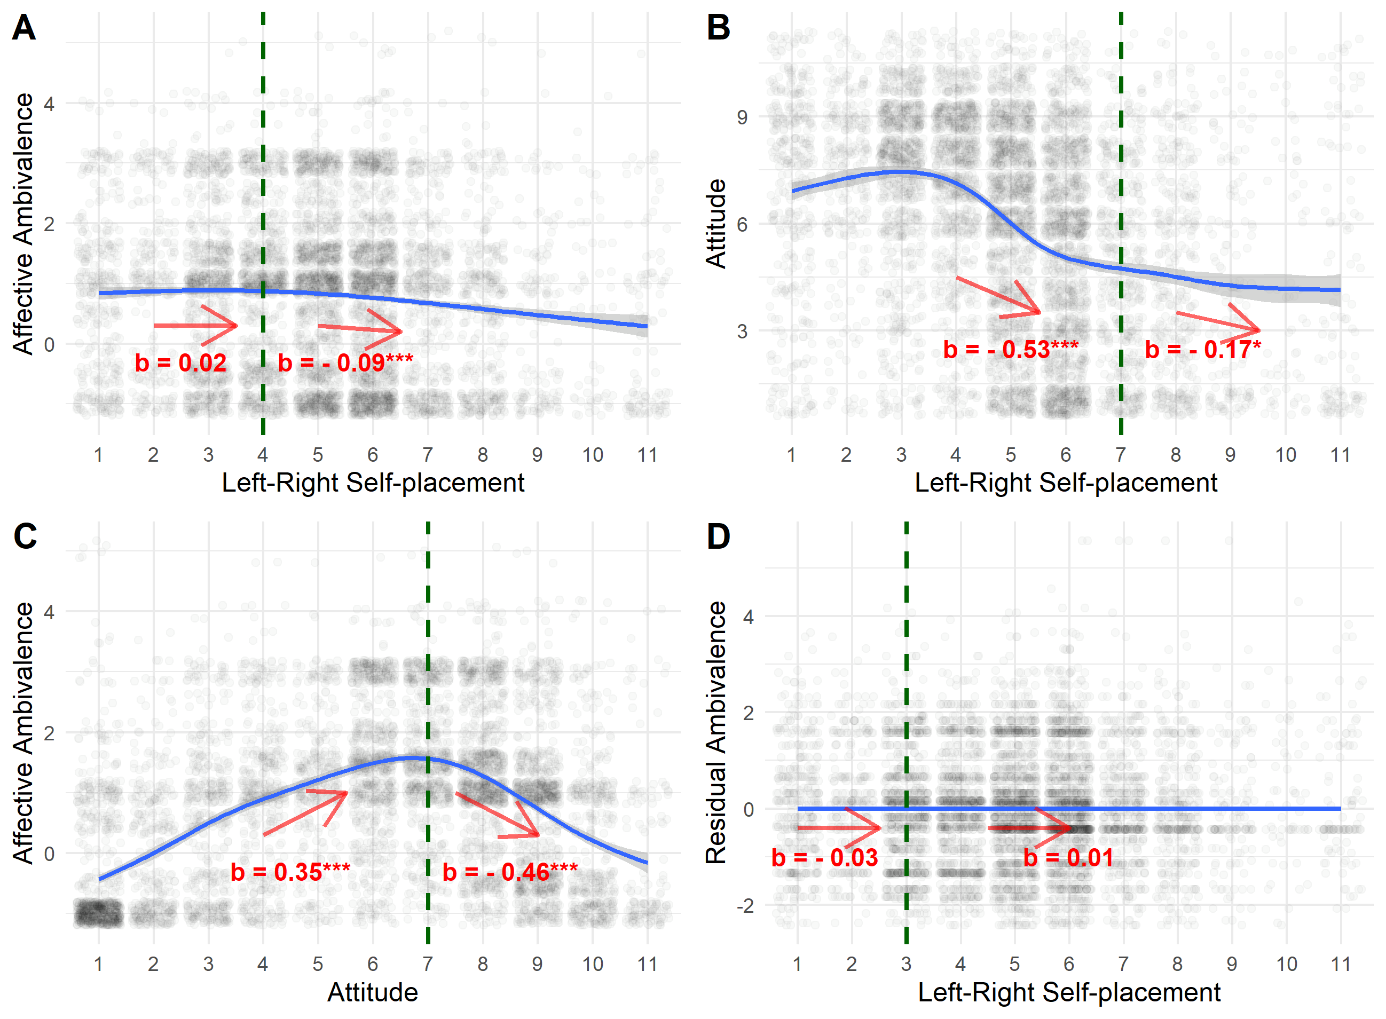 A
Affective Ambivalence
4
2
0
b = 0.02
b = - 0.09***
1 2 3 4 5 6 7 8 9 10 11
Left-Right Self-placement
B
Attitude
9
6
3
b = - 0.53***
b = - 0.17*
1 2 3 4 5 6 7 8 9 10 11
Left-Right Self-placement
C
Affective Ambivalence
4
2
0
b = 0.35***
b = - 0.46***
1 2 3 4 5 6 7 8 9 10 11
Attitude
D
Residual Ambivalence
4
2
0
-2
b = - 0.03
b = 0.01
1 2 3 4 5 6 7 8 9 10 11
Left-Right Self-placement